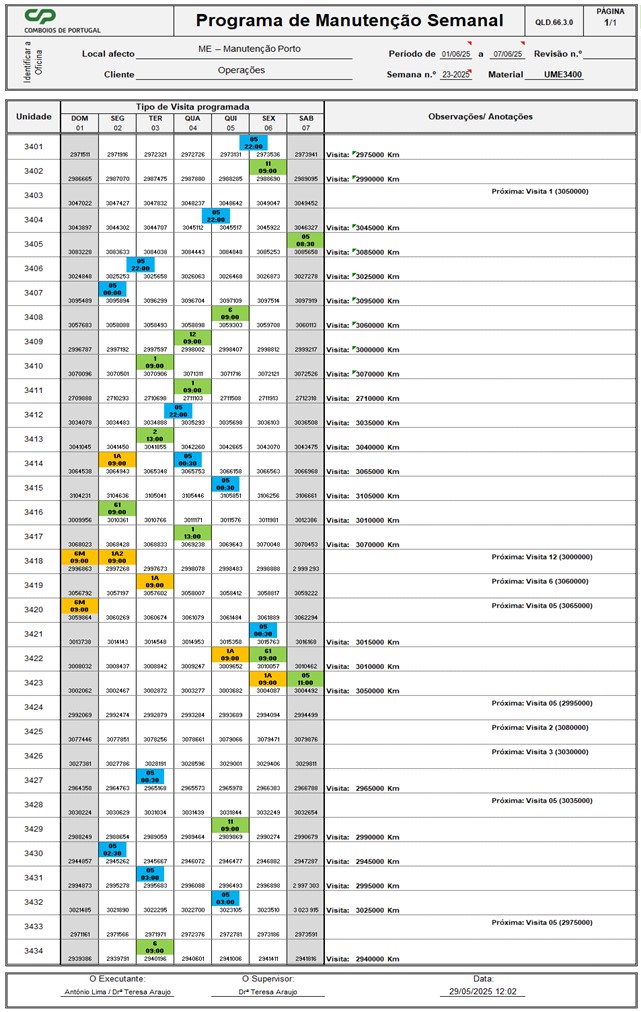 CP
COMBOIOS DE PORTUGAL
Programa de Manutenção Semanal
QLD.66.3.0
PÁGINA
1/1
Identificar a Oficina
Local afecto ME – Manutenção Porto
Período de 01/06/25 a 07/06/25 Revisão n.º
Cliente Operações
Semana n.º 23-2025 Material UME3400
Unidade
Tipo de Visita programada
Observações/ Anotações
DOM SEG TER QUA QUI SEX SAB
01 02 03 04 05 06 07
3401
05
22:00
2971511 2971916 2972321 2972726 2973131 2973536 2973941 Visita: 2975000 Km
3402
11
09:00
2986665 2987070 2987475 2987880 2988285 2988690 2989095 Visita: 2990000 Km
3403
Próxima: Visita 1 (3050000)
3047022 3047427 3047832 3048237 3048642 3049047 3049452
3404
05
22:00
3043897 3044302 3044707 3045112 3045517 3045922 3046327 Visita: 3045000 Km
3405
05
08:30
3083228 3083633 3084038 3084443 3084848 3085253 3085658 Visita: 3085000 Km
3406
05
22:00
3024848 3025253 3025658 3026063 3026468 3026873 3027278 Visita: 3025000 Km
3407
05
00:00
3095489 3095894 3096299 3096704 3097109 3097514 3097919 Visita: 3095000 Km
3408
6
09:00
3057683 3058088 3058493 3058898 3059303 3059708 3060113 Visita: 3060000 Km
3409
12
09:00
2996787 2997192 2997597 2998002 2998407 2998812 2999217 Visita: 3000000 Km
3410
1
09:00
3070096 3070501 3070906 3071311 3071716 3072121 3072526 Visita: 3070000 Km
3411
1
09:00
2709888 2710293 2710698 2711103 2711508 2711913 2712318 Visita: 2710000 Km
3412
05
22:00
3034078 3034483 3034888 3035293 3035698 3036103 3036508 Visita: 3035000 Km
3413
2
13:00
3041045 3041450 3041855 3042260 3042665 3043070 3043475 Visita: 3040000 Km
3414
1A 05
09:00 00:30
3064538 3064943 3065348 3065753 3066158 3066563 3066968 Visita: 3065000 Km
3415
05
00:30
3104231 3104636 3105041 3105446 3105851 3106256 3106661 Visita: 3105000 Km
3416
61
09:00
3009956 3010361 3010766 3011171 3011576 3011981 3012386 Visita: 3010000 Km
3417
1
13:00
3068023 3068428 3068833 3069238 3069643 3070048 3070453 Visita: 3070000 Km
3418
6M 1A2
09:00 09:00
Próxima: Visita 12 (3000000)
2996863 2997268 2997673 2998078 2998483 2998888 2 999 293
3419
1A
09:00
Próxima: Visita 6 (3060000)
3056792 3057197 3057602 3058007 3058412 3058817 3059222
3420
6M
09:00
Próxima: Visita 05 (3065000)
3059864 3060269 3060674 3061079 3061484 3061889 3062294
3421
05
00:30
3013738 3014143 3014548 3014953 3015358 3015763 3016168 Visita: 3015000 Km
3422
1A 61
09:00 09:00
3008032 3008437 3008842 3009247 3009652 3010057 3010462 Visita: 3010000 Km
3423
1A 05
09:00 11:00
3002062 3002467 3002872 3003277 3003682 3004087 3004492 Visita: 3050000 Km
3424
Próxima: Visita 05 (2995000)
2992069 2992474 2992879 2993284 2993689 2994094 2994499
3425
Próxima: Visita 2 (3080000)
3077446 3077851 3078256 3078661 3079066 3079471 3079876
3426
Próxima: Visita 3 (3030000)
3027381 3027786 3028191 3028596 3029001 3029406 3029811
3427
05
00:30
2964358 2964763 2965168 2965573 2965978 2966383 2966788 Visita: 2965000 Km
3428
Próxima: Visita 05 (3035000)
3030224 3030629 3031034 3031439 3031844 3032249 3032654
3429
11
09:00
2988249 2988654 2989059 2989464 2989869 2990274 2990679 Visita: 2990000 Km
3430
05
02:30
2944857 2945262 2945667 2946072 2946477 2946882 2947287 Visita: 2945000 Km
3431
05
03:00
2994873 2995278 2995683 2996088 2996493 2996898 2 997 303 Visita: 2995000 Km
3432
05
03:00
3021485 3021890 3022295 3022700 3023105 3023510 3 023 915 Visita: 3025000 Km
3433
Próxima: Visita 05 (2975000)
2971161 2971566 2971971 2972376 2972781 2973186 2973591
3434
6
09:00
2939386 2939791 2940196 2940601 2941006 2941411 2941816 Visita: 2940000 Km
O Executante: O Supervisor: Data:
António Lima / Drª Teresa Araujo Drª Teresa Araujo 29/05/2025 12:02